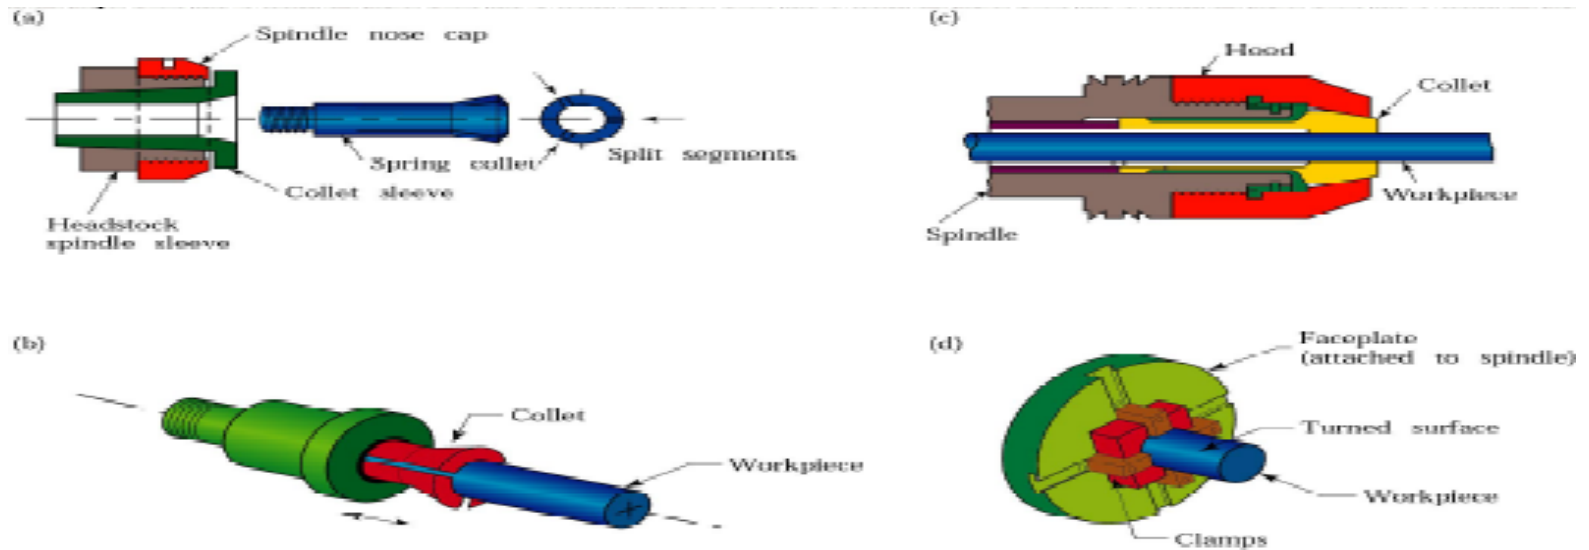 (a)
Spindle nose cap
Spring collet
Split segments
Collet sleeve
Headstock
spindle sleeve
(c)
Hood
Collet
Workpiece
Spindle
(b)
Collet
Workpiece
(d)
Faceplate
(attached to spindle)
Turned surface
Workpiece
Clamps